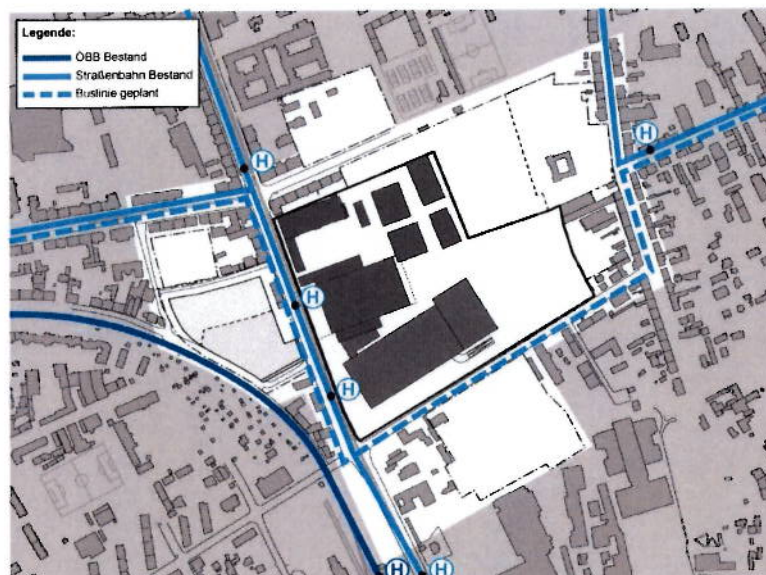 Legende:
ÖBB Bestand
Straßenbahn Bestand
Buslinie geplant
H
H
H
H
H
H